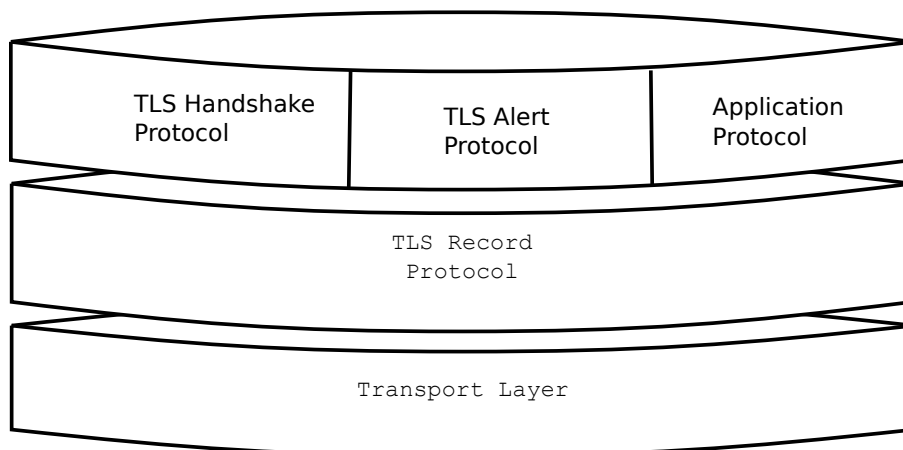 TLS Handshake
Protocol
TLS Alert
Protocol
Application
Protocol
TLS Record
Protocol
Transport Layer